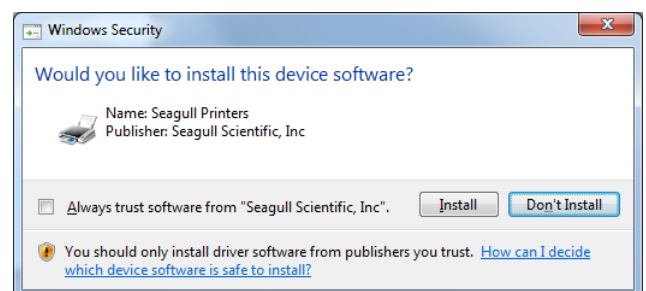 Windows Security
Would you like to install this device software?
Name: Seagull Printers
Publisher: Seagull Scientific, Inc
Always trust software from "Seagull Scientific, Inc".
Install
Don't Install
You should only install driver software from publishers you trust. How can I decide
which device software is safe to install?